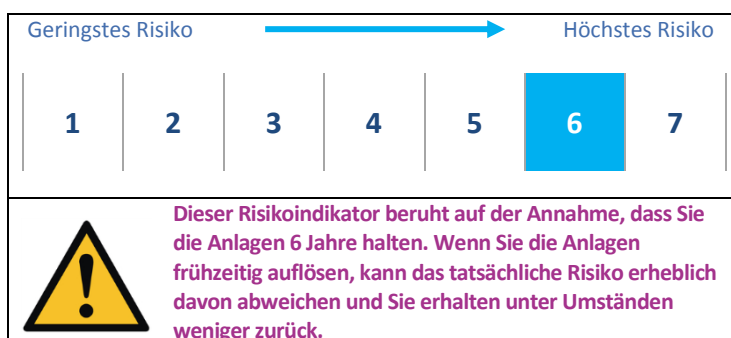 Geringstes Risiko Höchstes Risiko
1 2 3 4 5 6 7
Dieser Risikoindikator beruht auf der Annahme, dass Sie
die Anlagen 6 Jahre halten. Wenn Sie die Anlagen
frühzeitig auflösen, kann das tatsächliche Risiko erheblich
davon abweichen und Sie erhalten unter Umständen
weniger zurück.